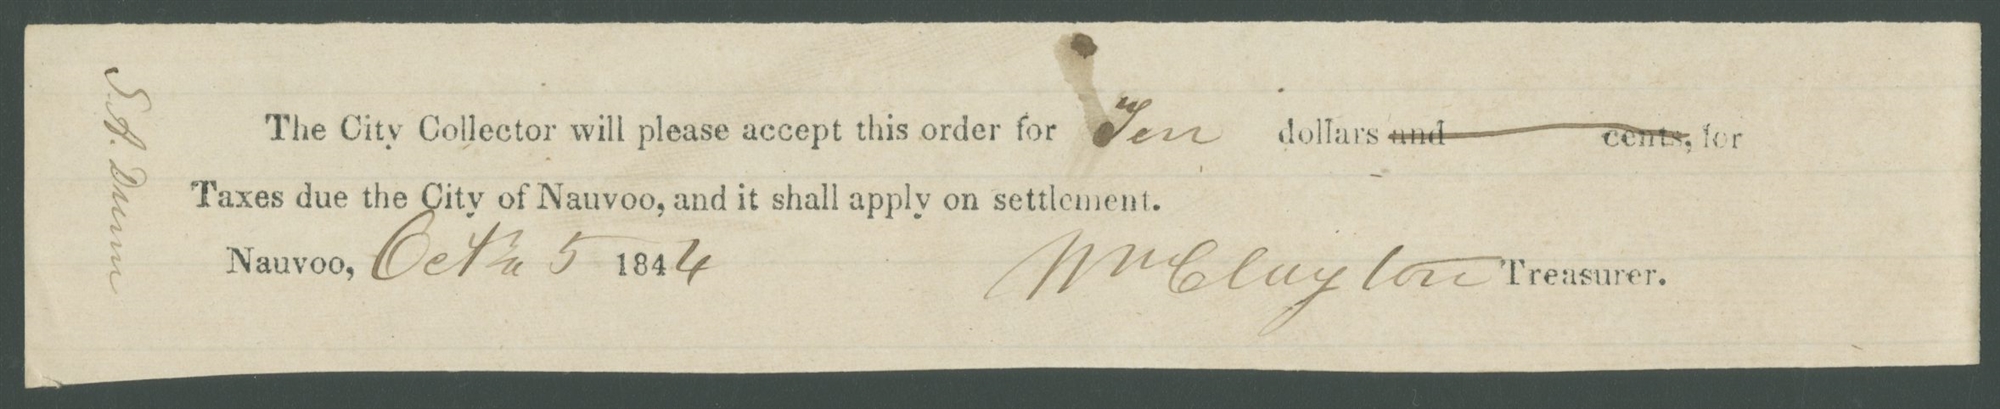 The City Collector will please accept this order for Ten dollars and cents, for
Taxes due the City of Nauvoo, and it shall apply on settlement.
Nauvoo, Octr 5 1844 Wm Clayton Treasurer.
S. A. Dunn